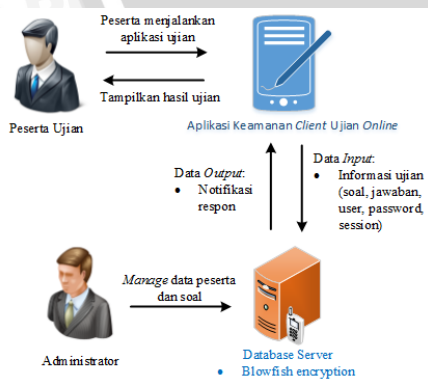 Peserta menjalankan
aplikasi ujian
Tampilkan hasil ujian
Peserta Ujian
Aplikasi Keamanan Client Ujian Online
Data Output:
• Notifikasi
respon
Data Input:
• Informasi ujian
(soal, jawaban,
user, password,
session)
Manage data peserta
dan soal
Administrator
Database Server
• Blowfish encryption